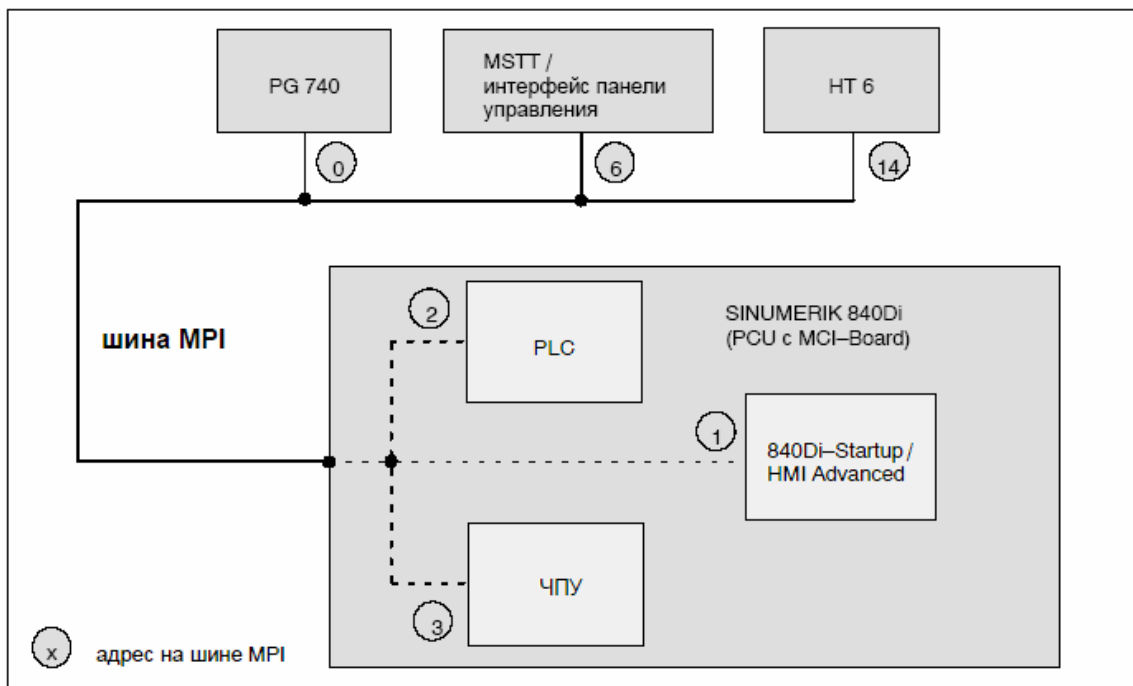 PG 740
MSTT /
интерфейс панели
управления
HT 6
0
6
14
шина MPI
2
PLC
SINUMERIK 840Di
(PCU с MCI–Board)
1
840Di–Startup /
HMI Advanced
ЧПУ
3
x
адрес на шине MPI